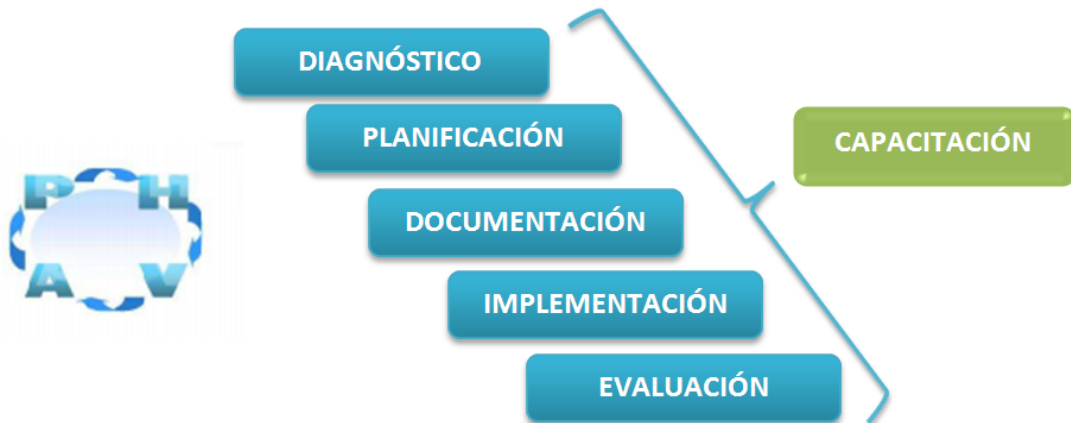 DIAGNÓSTICO
PLANIFICACIÓN
CAPACITACIÓN
P H
DOCUMENTACIÓN
A V
IMPLEMENTACIÓN
EVALUACIÓN